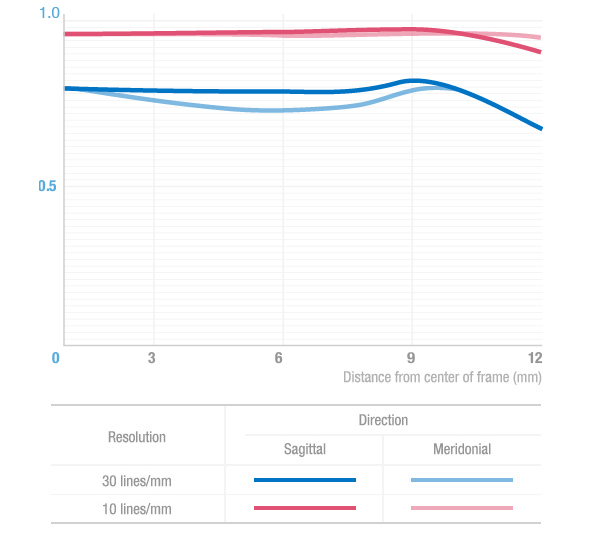 1.0
0.5
0 3 6 9 12
Distance from center of frame (mm)
Resolution
Direction
Sagittal Meridonial
30 lines/mm
10 lines/mm